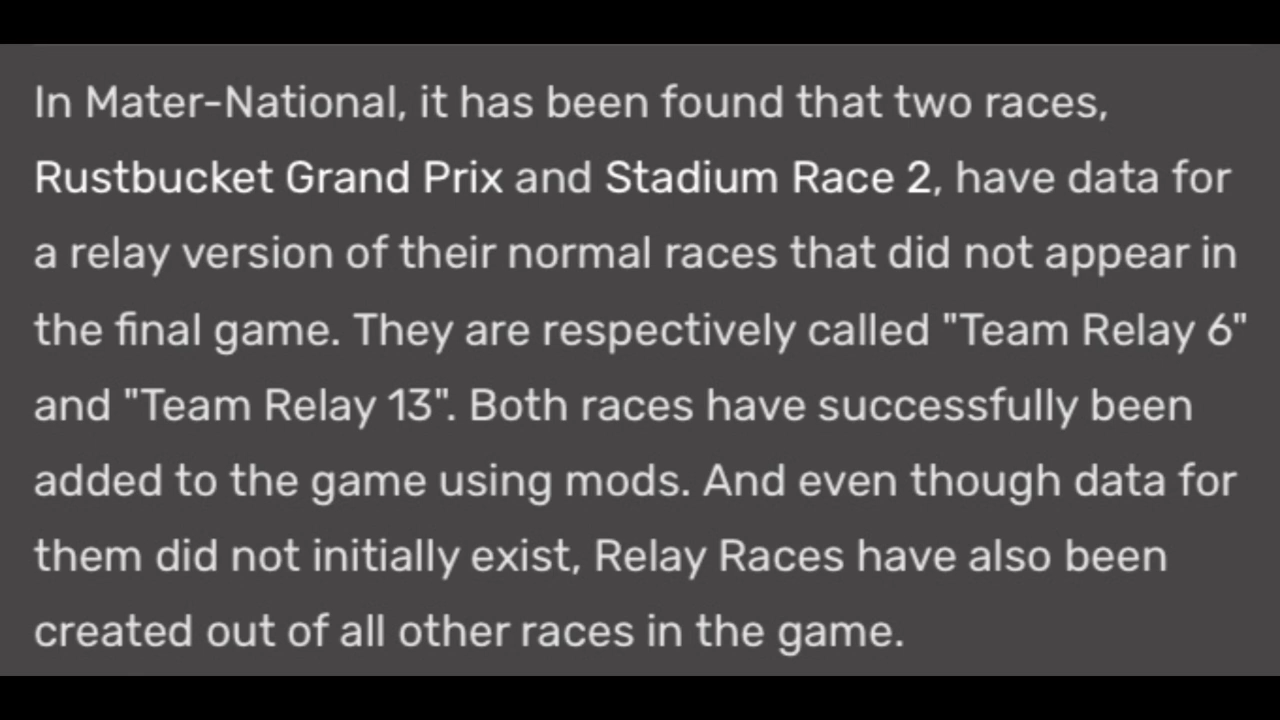 In Mater-National, it has been found that two races,
Rustbucket Grand Prix and Stadium Race 2, have data for
a relay version of their normal races that did not appear in
the final game. They are respectively called "Team Relay 6"
and "Team Relay 13". Both races have successfully been
added to the game using mods. And even though data for
them did not initially exist, Relay Races have also been
created out of all other races in the game.